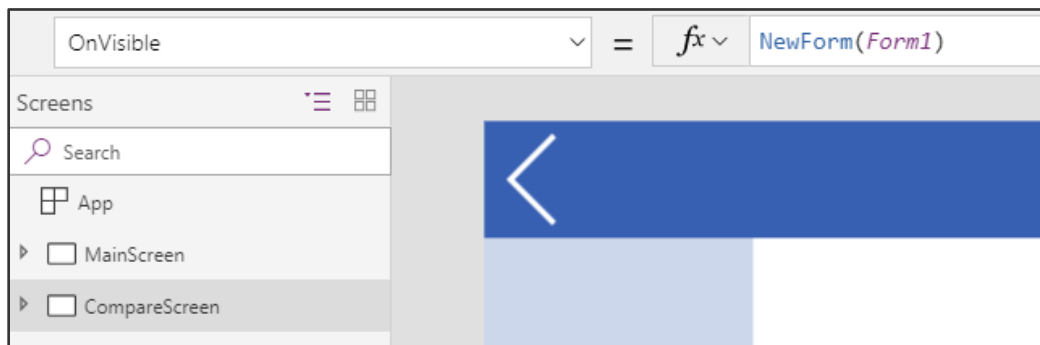 OnVisible = fx NewForm(Form1)
Screens
Search
App
MainScreen
CompareScreen